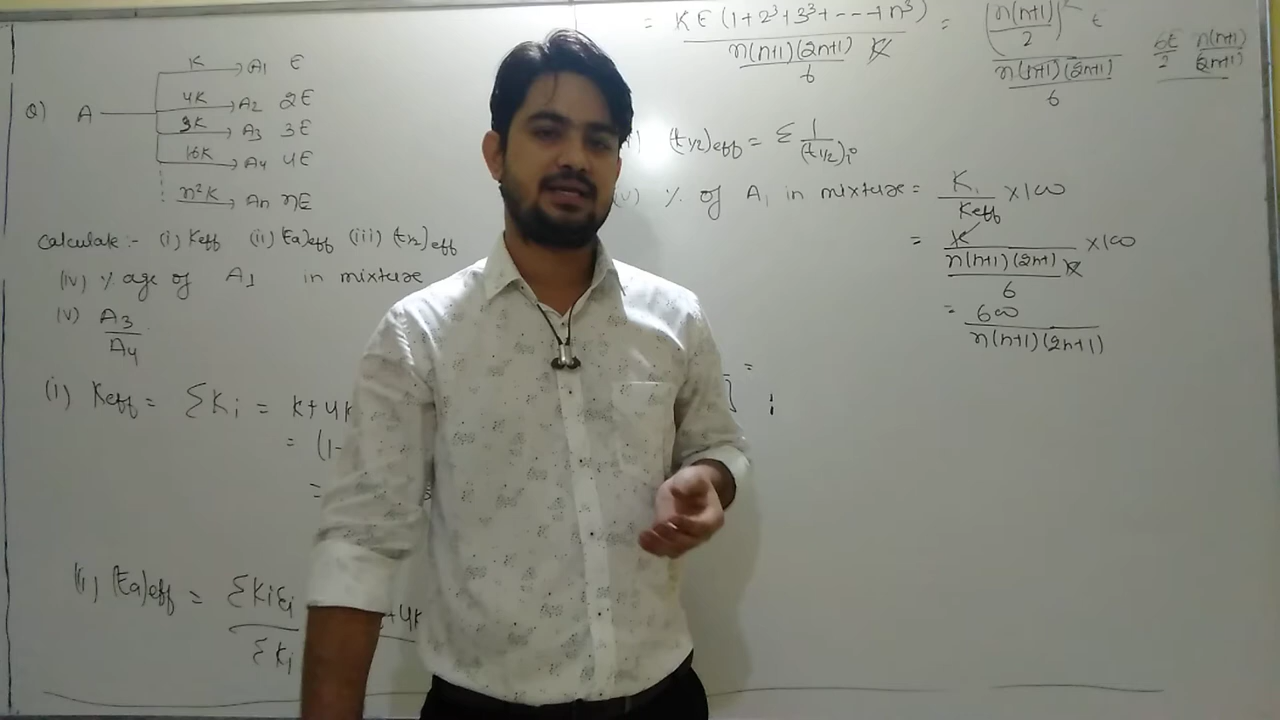 K → A1 E
4K → A2 2E
Q) A 3K → A3 3E
16K → A4 4E
n²K → An nE
Calculate :- (i) Keff (ii) (Ea)eff (iii) (t1/2)eff
(iv) % age of A1 in mixture
(v) A3/A4
(i) Keff = ΣKi = K+4K
= (1-
=
(i) (Ea)eff = ΣKiEi / ΣKi +4K
= KE(1+2³+3³+---+n³) / (n(n+1)(2n+1)/6 K) = (n(n+1)/2)² E / (n(n+1)(2n+1)/6) 6E/2 n(n+1)/(2n+1)
) (t1/2)eff = Σ 1/(t1/2)i
v) % of A1 in mixture = K1/Keff ×100
= K / (n(n+1)(2n+1)/6 K) ×100
= 600 / n(n+1)(2n+1)